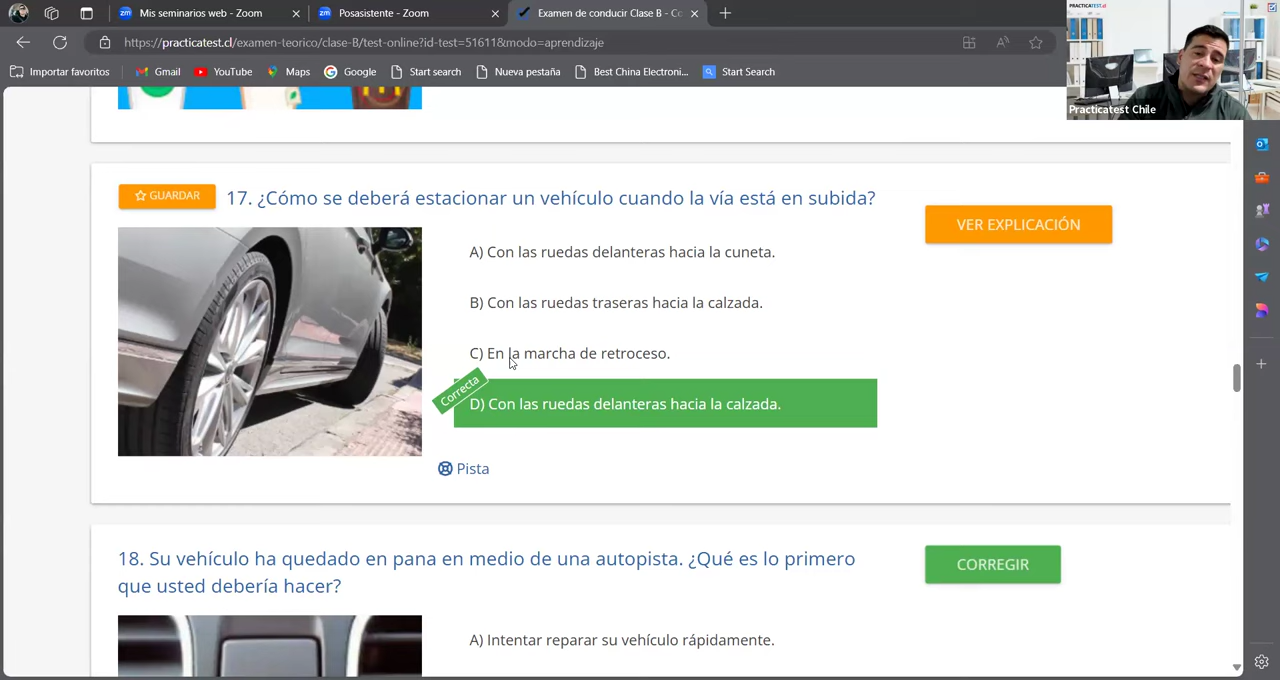 Mis seminarios web - Zoom
Posasistente - Zoom
Examen de conducir Clase B - Co
https://practicatest.cl/examen-teorico/clase-B/test-online?id-test=51611&modo=aprendizaje
Importar favoritos
Gmail
YouTube
Maps
Google
Start search
Nueva pestaña
Best China Electroni...
Start Search
PRACTICATEST.cl
Practicatest Chile
GUARDAR
17. ¿Cómo se deberá estacionar un vehículo cuando la vía está en subida?
VER EXPLICACIÓN
A) Con las ruedas delanteras hacia la cuneta.
B) Con las ruedas traseras hacia la calzada.
C) En la marcha de retroceso.
Correcta
D) Con las ruedas delanteras hacia la calzada.
Pista
18. Su vehículo ha quedado en pana en medio de una autopista. ¿Qué es lo primero
que usted debería hacer?
CORREGIR
A) Intentar reparar su vehículo rápidamente.